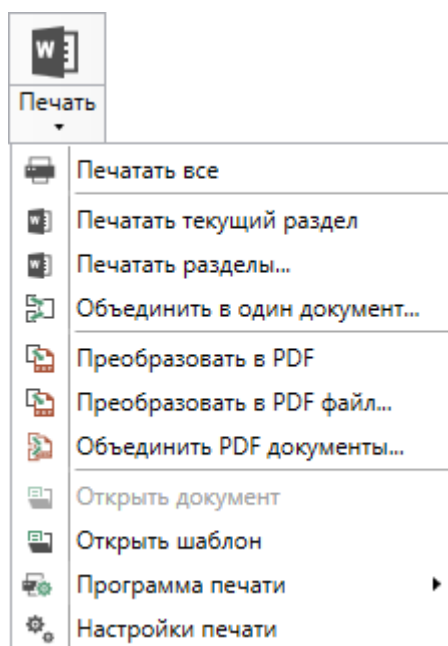 Печать
Печатать все
Печатать текущий раздел
Печатать разделы...
Объединить в один документ...
Преобразовать в PDF
Преобразовать в PDF файл...
Объединить PDF документы...
Открыть документ
Открыть шаблон
Программа печати
Настройки печати